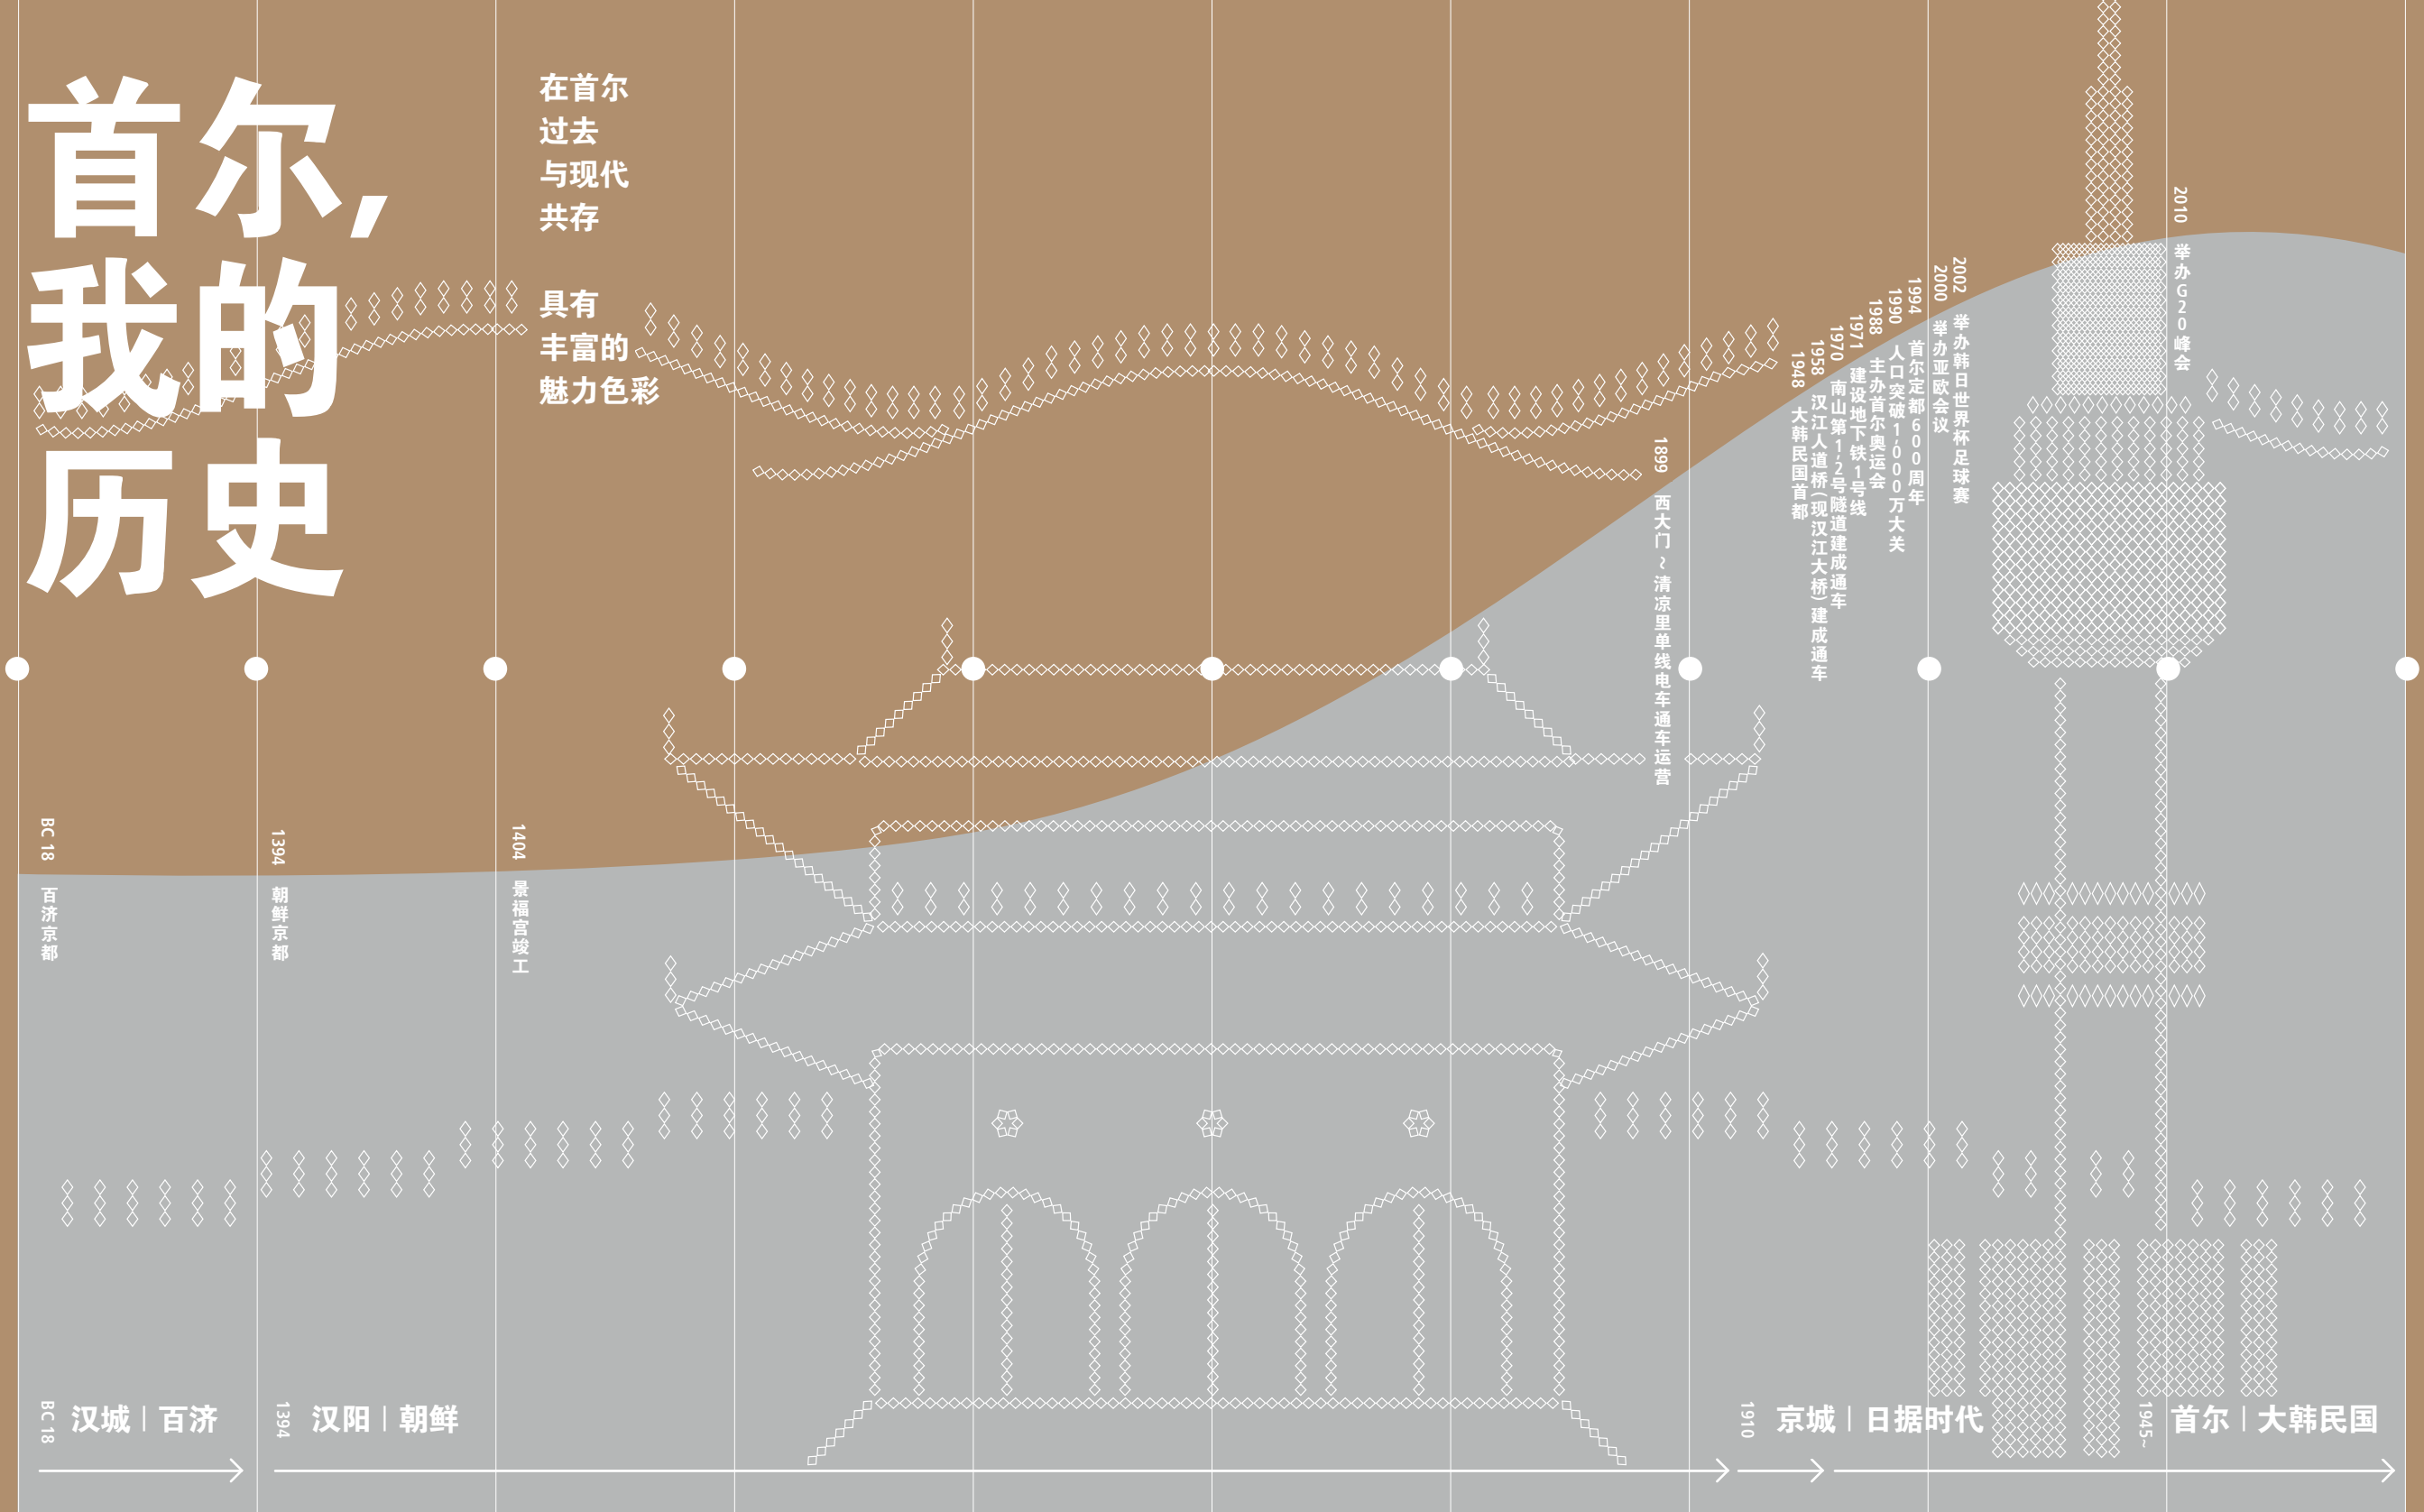 首尔,
我的
历史
在首尔
过去
与现代
共存
具有
丰富的
魅力色彩
BC 18 百济京都
1394 朝鲜京都
1404 景福宫竣工
1899 西大门~清凉里单线电车通车运营
1948 大韩民国首都
1958 汉江人道桥(现汉江大桥)建成通车
1970 南山第1,2号隧道建成通车
1971 建设地下铁1号线
1988 主办首尔奥运会
1990 人口突破1,000万大关
1994 首尔定都600周年
2000 举办亚欧会议
2002 举办韩日世界杯足球赛
2010 举办G20峰会
BC 18 汉城 | 百济
1394 汉阳 | 朝鲜
1910 京城 | 日据时代
1945~ 首尔 | 大韩民国